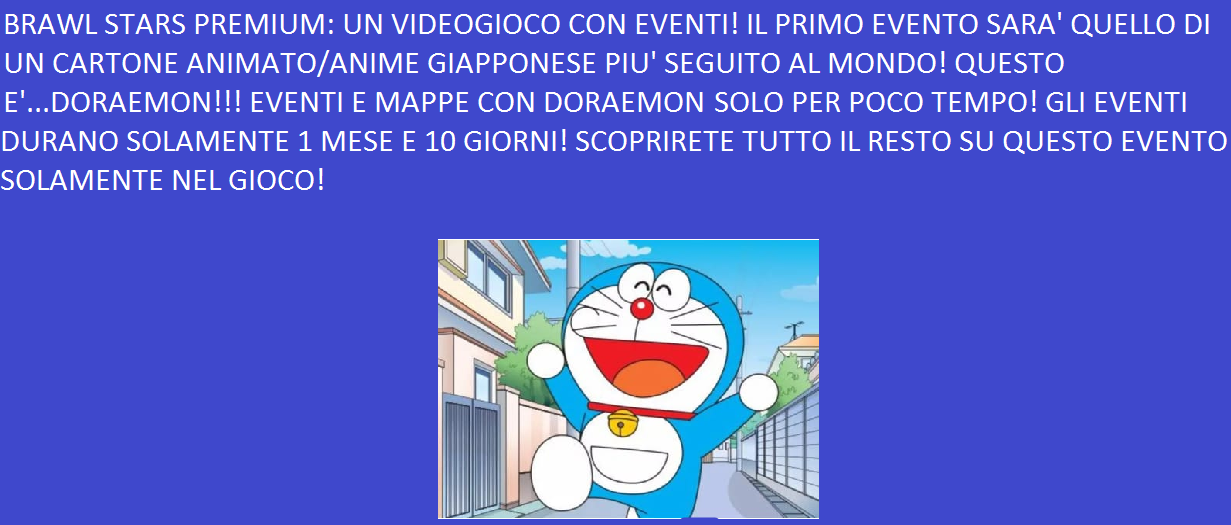 BRAWL STARS PREMIUM: UN VIDEOGIOCO CON EVENTI! IL PRIMO EVENTO SARA' QUELLO DI
UN CARTONE ANIMATO/ANIME GIAPPONESE PIU' SEGUITO AL MONDO! QUESTO
E'...DORAEMON!!! EVENTI E MAPPE CON DORAEMON SOLO PER POCO TEMPO! GLI EVENTI
DURANO SOLAMENTE 1 MESE E 10 GIORNI! SCOPRIRETE TUTTO IL RESTO SU QUESTO EVENTO
SOLAMENTE NEL GIOCO!